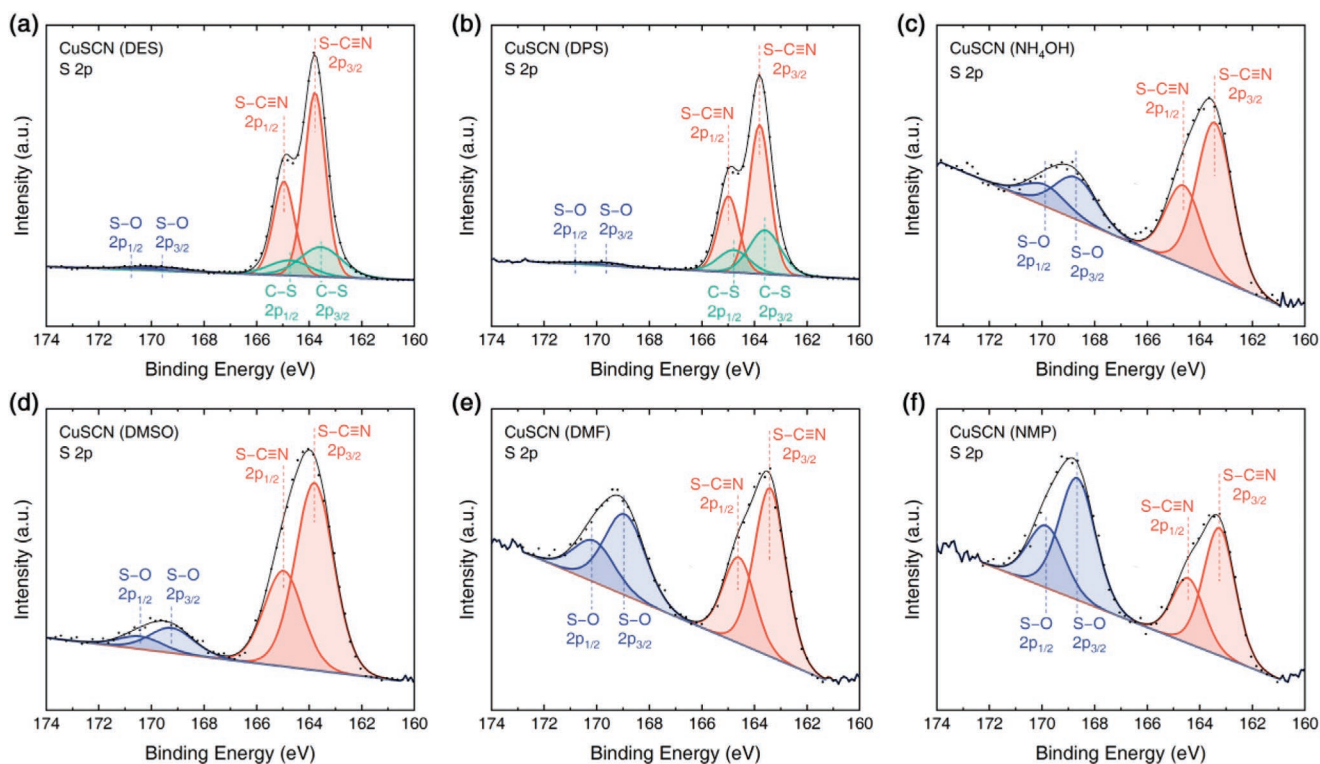 (a)
CuSCN (DES)
S 2p
S–C≡N
2p3/2
S–C≡N
2p1/2
S–O
2p1/2
S–O
2p3/2
C–S
2p1/2
C–S
2p3/2
Intensity (a.u.)
174 172 170 168 166 164 162 160
Binding Energy (eV)
(b)
CuSCN (DPS)
S 2p
S–C≡N
2p3/2
S–C≡N
2p1/2
S–O
2p1/2
S–O
2p3/2
C–S
2p1/2
C–S
2p3/2
Intensity (a.u.)
174 172 170 168 166 164 162 160
Binding Energy (eV)
(c)
CuSCN (NH4OH)
S 2p
S–C≡N
2p1/2
S–C≡N
2p3/2
S–O
2p1/2
S–O
2p3/2
Intensity (a.u.)
174 172 170 168 166 164 162 160
Binding Energy (eV)
(d)
CuSCN (DMSO)
S 2p
S–C≡N
2p1/2
S–C≡N
2p3/2
S–O
2p1/2
S–O
2p3/2
Intensity (a.u.)
174 172 170 168 166 164 162 160
Binding Energy (eV)
(e)
CuSCN (DMF)
S 2p
S–C≡N
2p3/2
S–C≡N
2p1/2
S–O
2p1/2
S–O
2p3/2
Intensity (a.u.)
174 172 170 168 166 164 162 160
Binding Energy (eV)
(f)
CuSCN (NMP)
S 2p
S–C≡N
2p3/2
S–C≡N
2p1/2
S–O
2p1/2
S–O
2p3/2
Intensity (a.u.)
174 172 170 168 166 164 162 160
Binding Energy (eV)